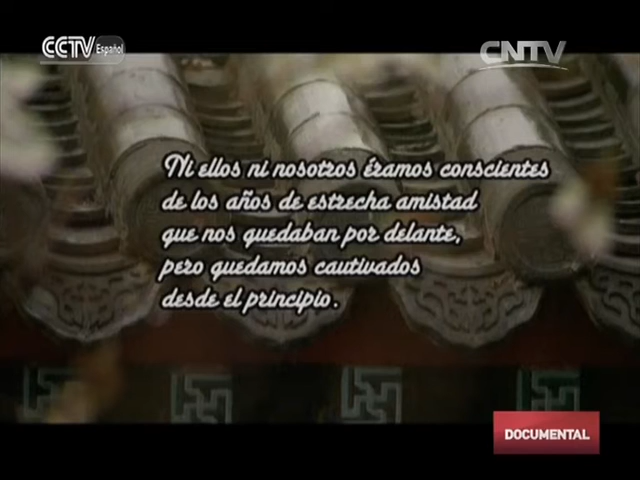 CCTV Español
CNTV
Ni ellos ni nosotros éramos conscientes
de los años de estrecha amistad
que nos quedaban por delante,
pero quedamos cautivados
desde el principio.
DOCUMENTAL